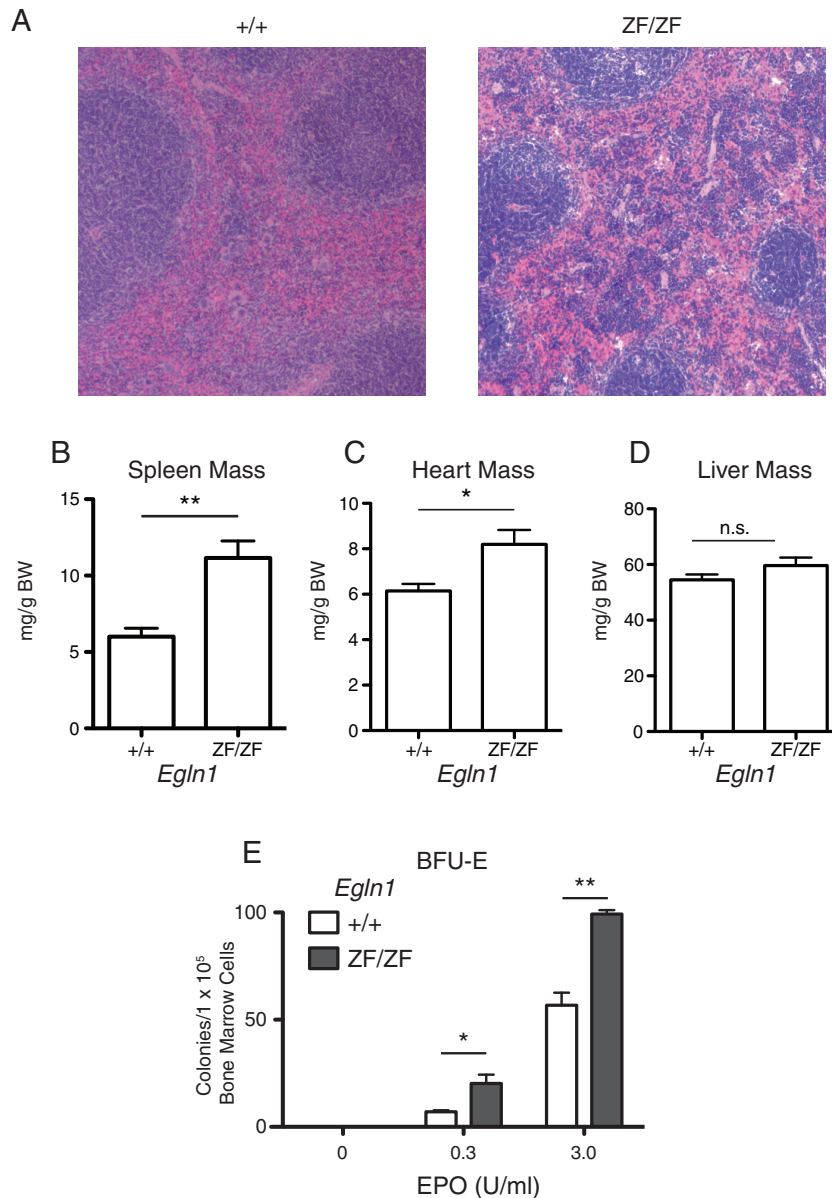 A
+/+
ZF/ZF
B
Spleen Mass
15
10
5
0
mg/g BW
**
+/+
ZF/ZF
Egln1
C
Heart Mass
10
8
6
4
2
0
mg/g BW
*
+/+
ZF/ZF
Egln1
D
Liver Mass
80
60
40
20
0
mg/g BW
n.s.
+/+
ZF/ZF
Egln1
E
BFU-E
Egln1
+/+
ZF/ZF
100
50
0
Colonies/1 x 10⁵
Bone Marrow Cells
*
**
0
0.3
3.0
EPO (U/ml)